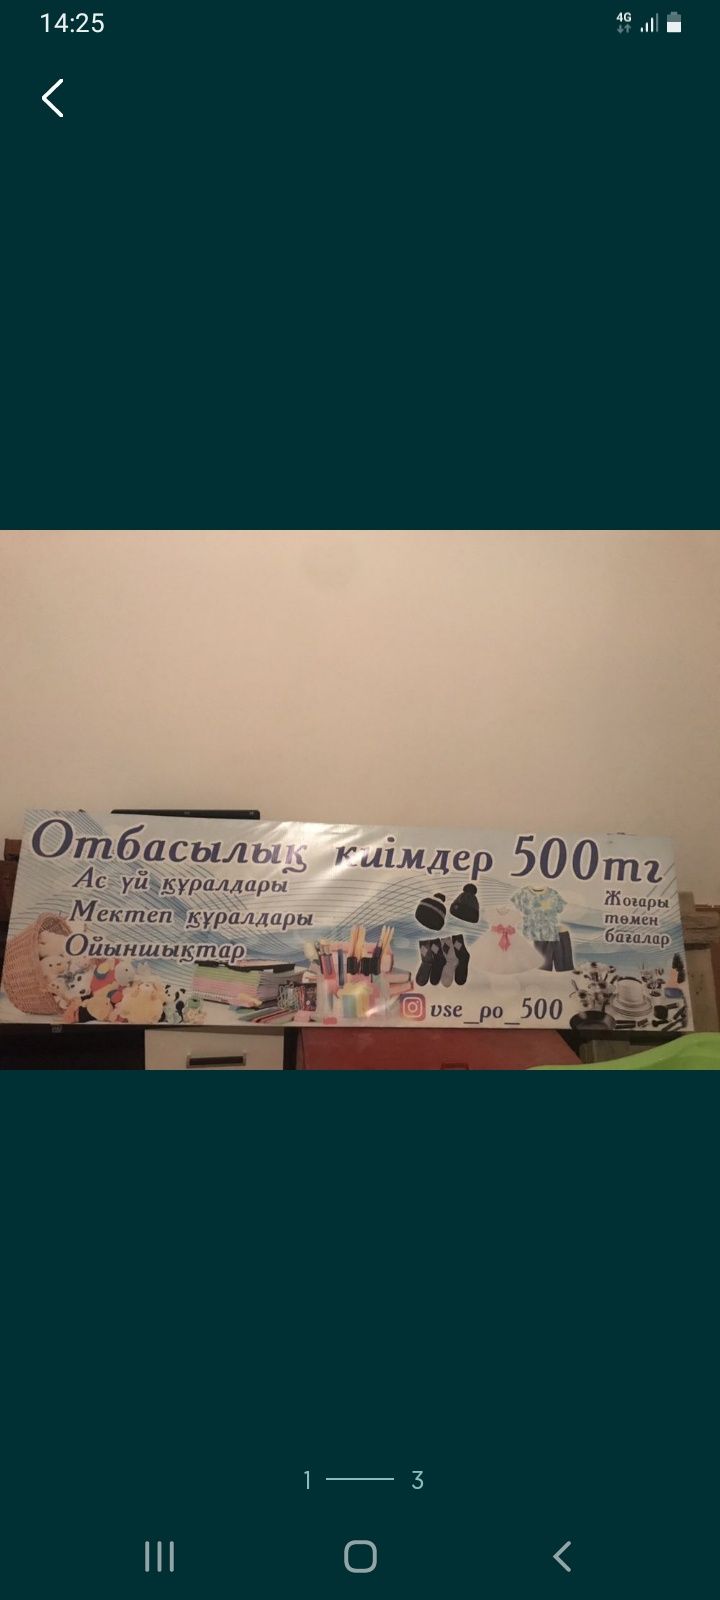 14:25
4G
Отбасылық киімдер 500тг
Ас үй құралдары
Мектеп құралдары
Ойыншықтар
Жоғары
төмен
бағалар
vse_po_500
1
3